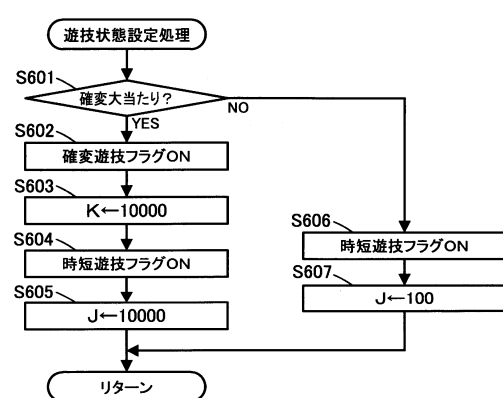 遊技状態設定処理
S601
確変大当たり?
NO
YES
S602
確変遊技フラグON
S603
K←10000
S604
時短遊技フラグON
S605
J←10000
S606
時短遊技フラグON
S607
J←100
リターン